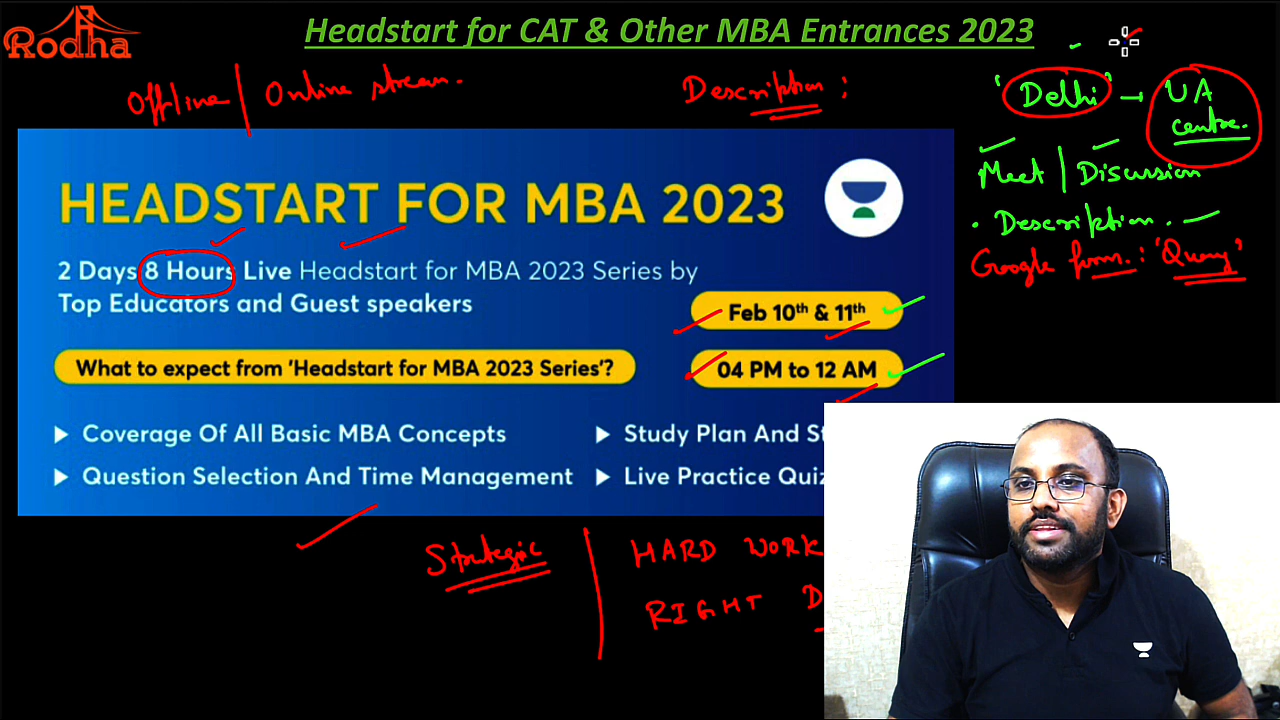 Rodha
Headstart for CAT & Other MBA Entrances 2023
Offline | Online stream.
Description :
'Delhi' → UA
centre.
Meet | Discussion
• Description. –
Google form. : 'Query'
HEADSTART FOR MBA 2023
2 Days 8 Hours Live Headstart for MBA 2023 Series by
Top Educators and Guest speakers
Feb 10th & 11th
What to expect from 'Headstart for MBA 2023 Series'?
04 PM to 12 AM
▶ Coverage Of All Basic MBA Concepts
▶ Study Plan And St
▶ Question Selection And Time Management
▶ Live Practice Quiz
Strategic
HARD WORK
RIGHT D